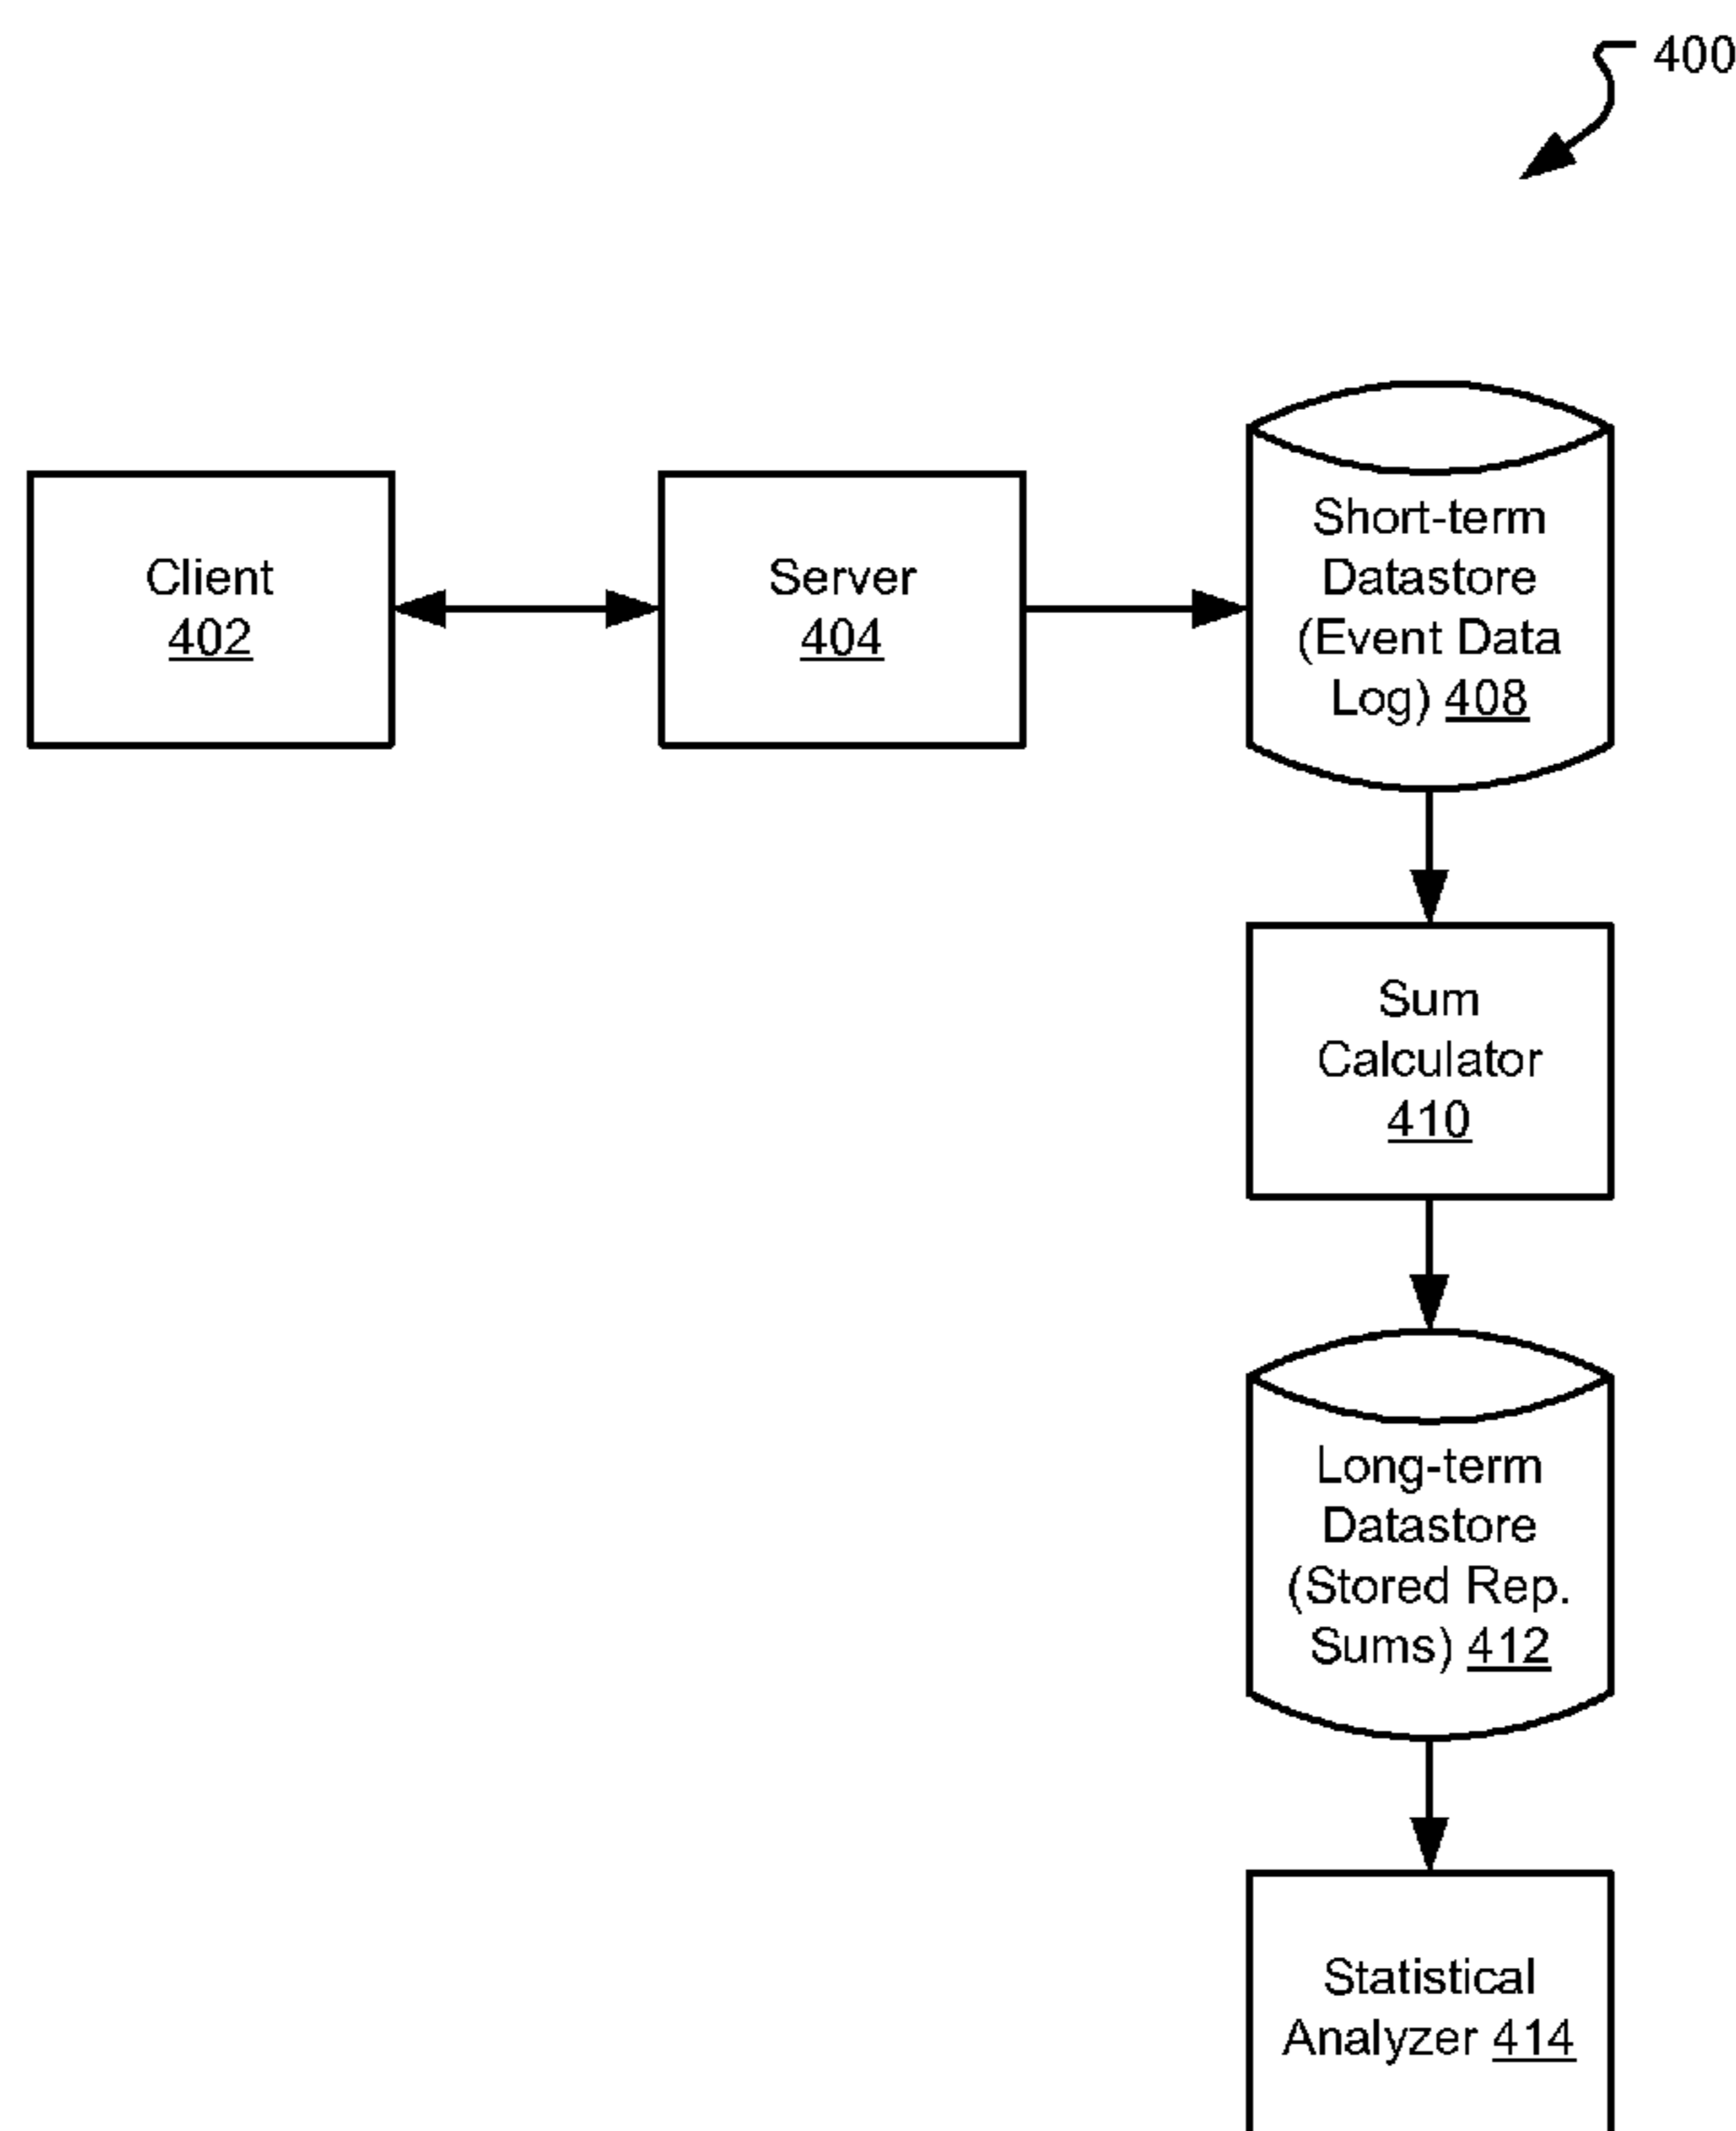 400
Client
402
Server
404
Short-term
Datastore
(Event Data
Log) 408
Sum
Calculator
410
Long-term
Datastore
(Stored Rep.
Sums) 412
Statistical
Analyzer 414